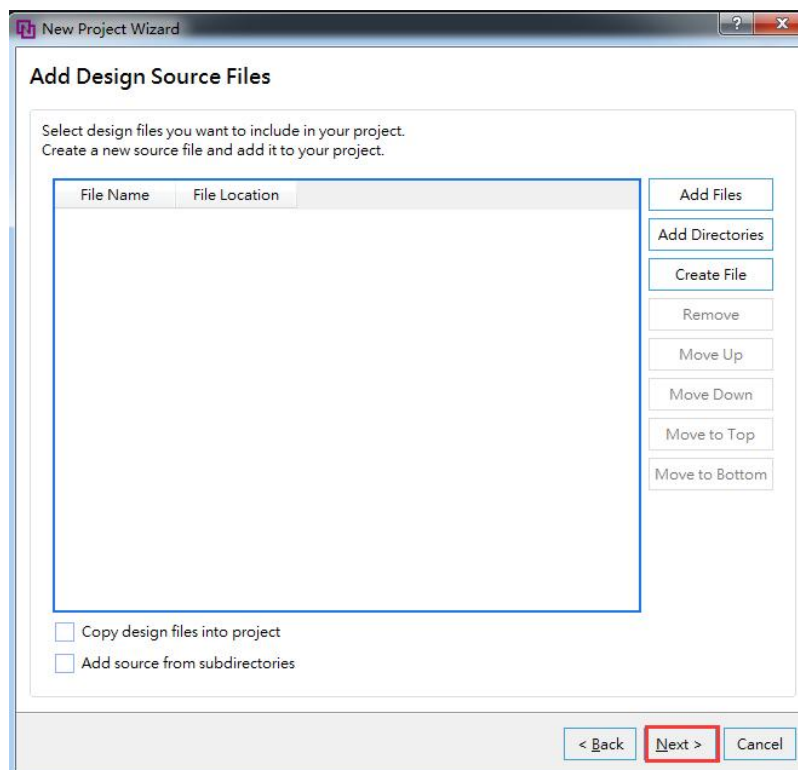 New Project Wizard
Add Design Source Files
Select design files you want to include in your project.
Create a new source file and add it to your project.
File Name File Location
Add Files
Add Directories
Create File
Remove
Move Up
Move Down
Move to Top
Move to Bottom
Copy design files into project
Add source from subdirectories
< Back Next > Cancel